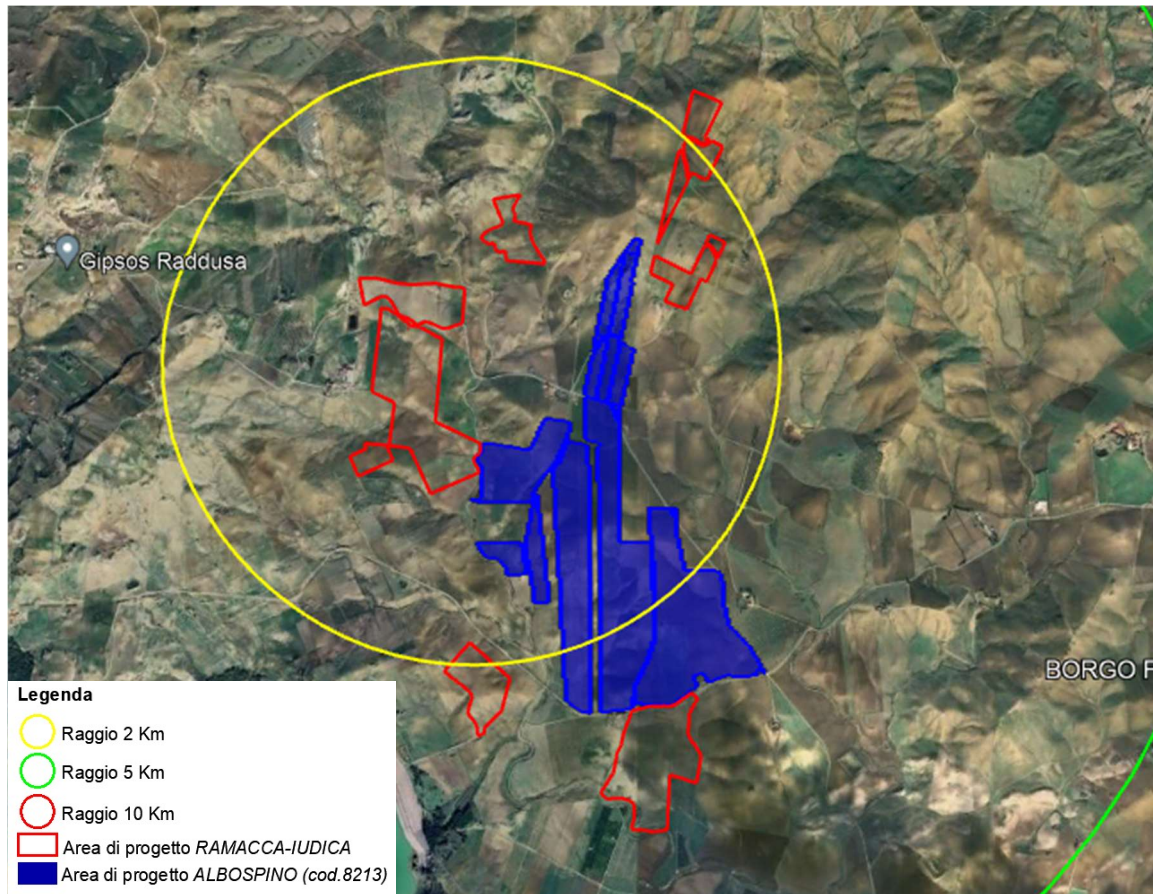 Gipsos Raddusa
BORGO F
Legenda
Raggio 2 Km
Raggio 5 Km
Raggio 10 Km
Area di progetto RAMACCA-IUDICA
Area di progetto ALBOSPINO (cod.8213)